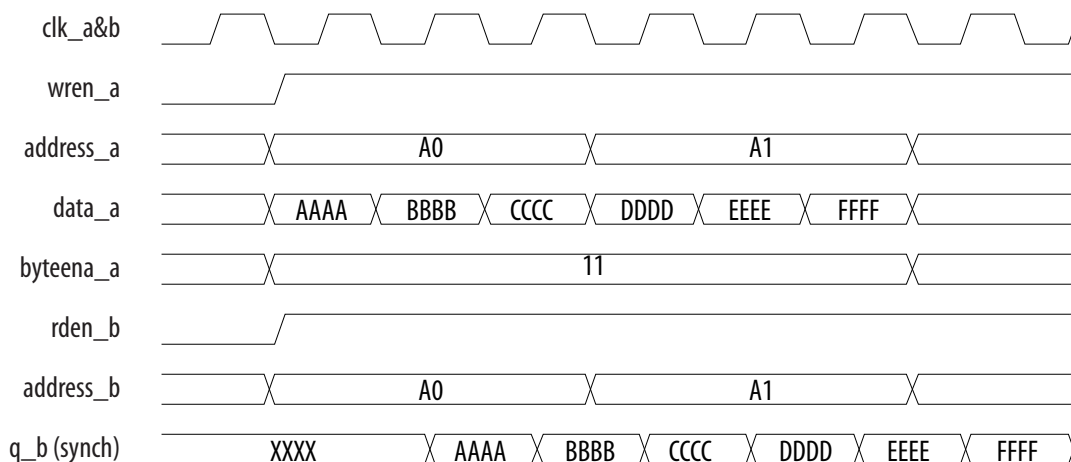 clk_a&b
wren_a
address_a A0 A1
data_a AAAA BBBB CCCC DDDD EEEE FFFF
byteena_a 11
rden_b
address_b A0 A1
q_b (synch) XXXX AAAA BBBB CCCC DDDD EEEE FFFF